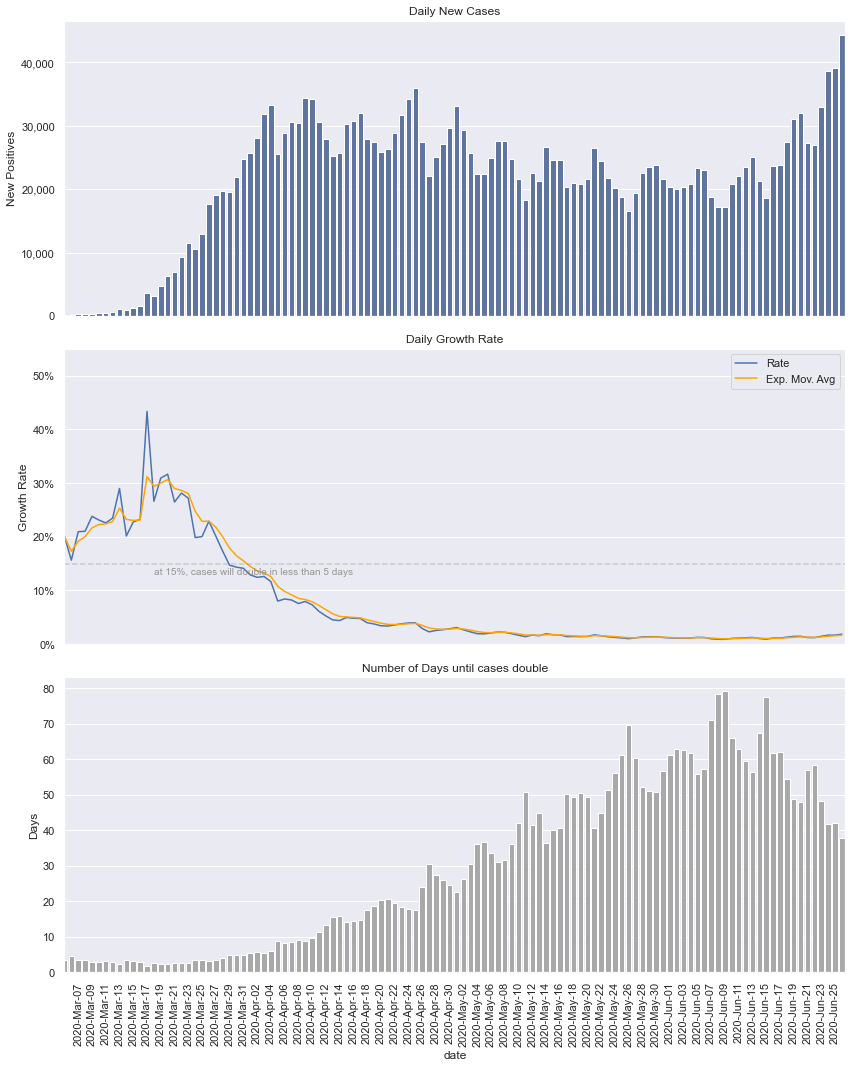 Daily New Cases
New Positives
40,000
30,000
20,000
10,000
0
Daily Growth Rate
Growth Rate
50%
40%
30%
20%
10%
0%
Rate
Exp. Mov. Avg
at 15%, cases will double in less than 5 days
Number of Days until cases double
Days
80
70
60
50
40
30
20
10
0
2020-Mar-07
2020-Mar-09
2020-Mar-11
2020-Mar-13
2020-Mar-15
2020-Mar-17
2020-Mar-19
2020-Mar-21
2020-Mar-23
2020-Mar-25
2020-Mar-27
2020-Mar-29
2020-Mar-31
2020-Apr-02
2020-Apr-04
2020-Apr-06
2020-Apr-08
2020-Apr-10
2020-Apr-12
2020-Apr-14
2020-Apr-16
2020-Apr-18
2020-Apr-20
2020-Apr-22
2020-Apr-24
2020-Apr-26
2020-Apr-28
2020-Apr-30
2020-May-02
2020-May-04
2020-May-06
2020-May-08
2020-May-10
2020-May-12
2020-May-14
2020-May-16
2020-May-18
2020-May-20
2020-May-22
2020-May-24
2020-May-26
2020-May-28
2020-May-30
2020-Jun-01
2020-Jun-03
2020-Jun-05
2020-Jun-07
2020-Jun-09
2020-Jun-11
2020-Jun-13
2020-Jun-15
2020-Jun-17
2020-Jun-19
2020-Jun-21
2020-Jun-23
2020-Jun-25
date